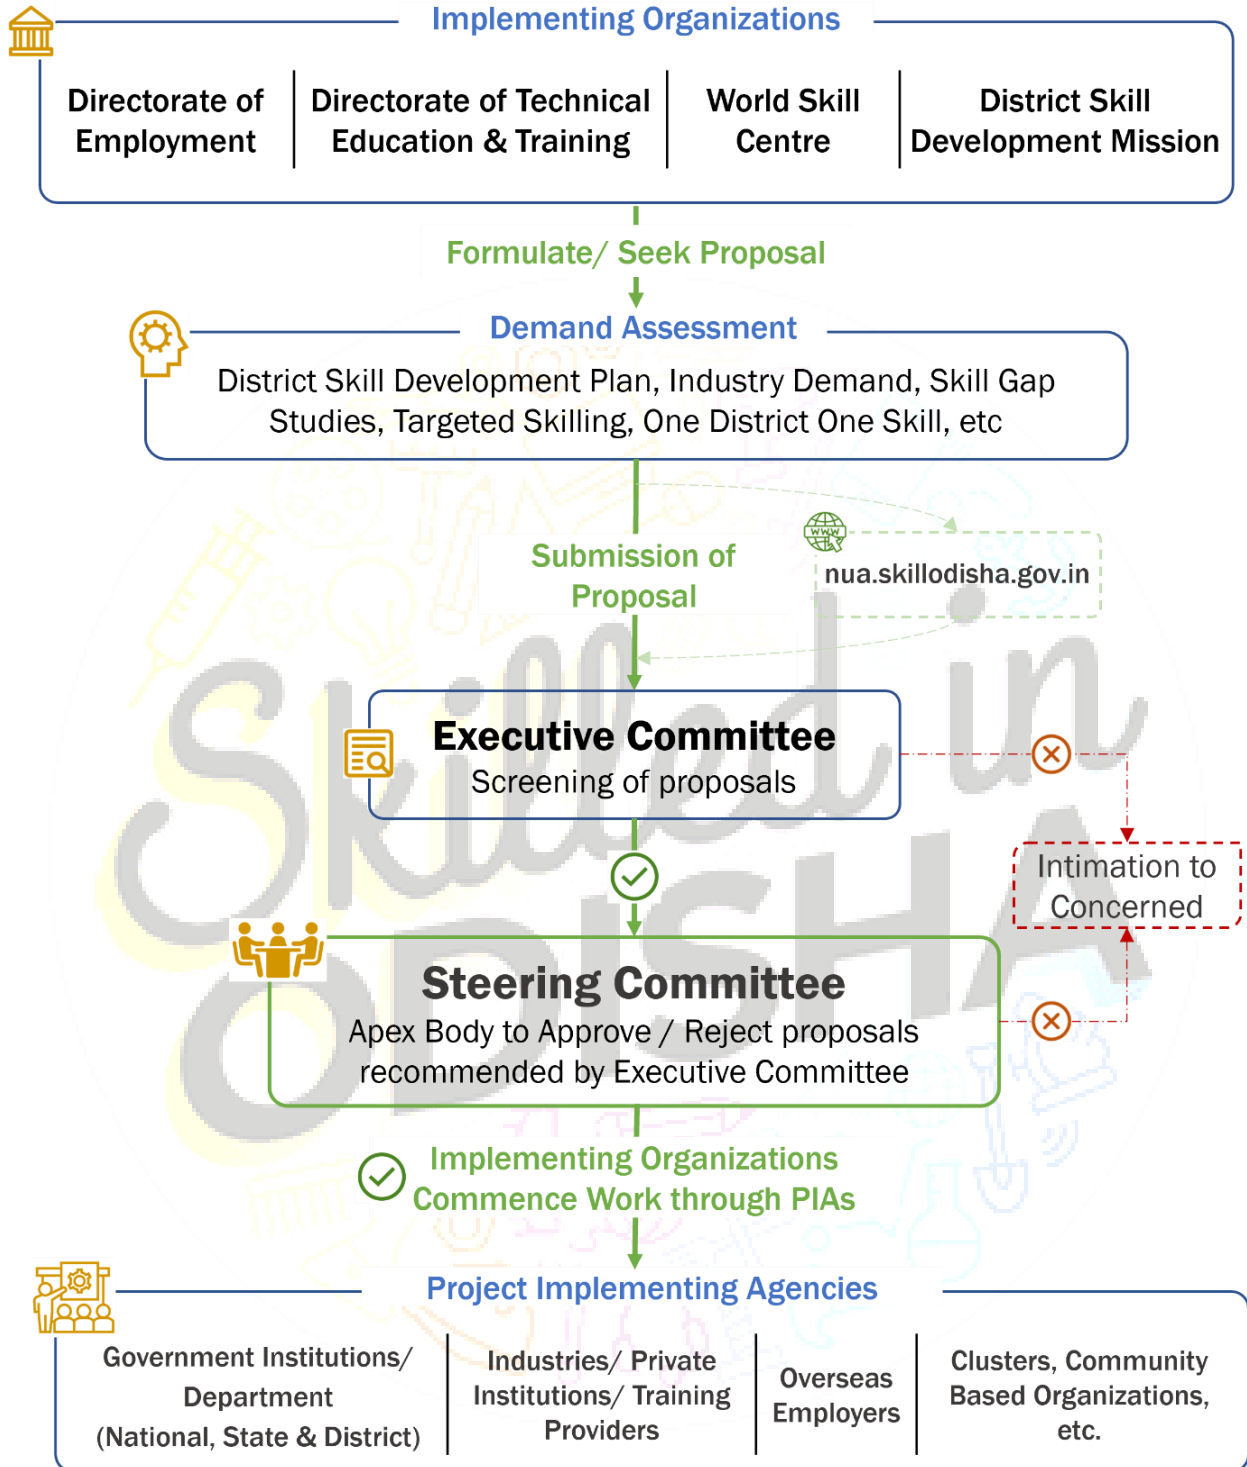 Implementing Organizations
Directorate of
Employment
Directorate of Technical
Education & Training
World Skill
Centre
District Skill
Development Mission
Formulate/ Seek Proposal
Demand Assessment
District Skill Development Plan, Industry Demand, Skill Gap
Studies, Targeted Skilling, One District One Skill, etc
Submission of
Proposal
www
nua.skillodisha.gov.in
Skilled in
ODISHA
Executive Committee
Screening of proposals
Intimation to
Concerned
Steering Committee
Apex Body to Approve / Reject proposals
recommended by Executive Committee
Implementing Organizations
Commence Work through PIAs
Project Implementing Agencies
Government Institutions/
Department
(National, State & District)
Industries/ Private
Institutions/ Training
Providers
Overseas
Employers
Clusters, Community
Based Organizations,
etc.